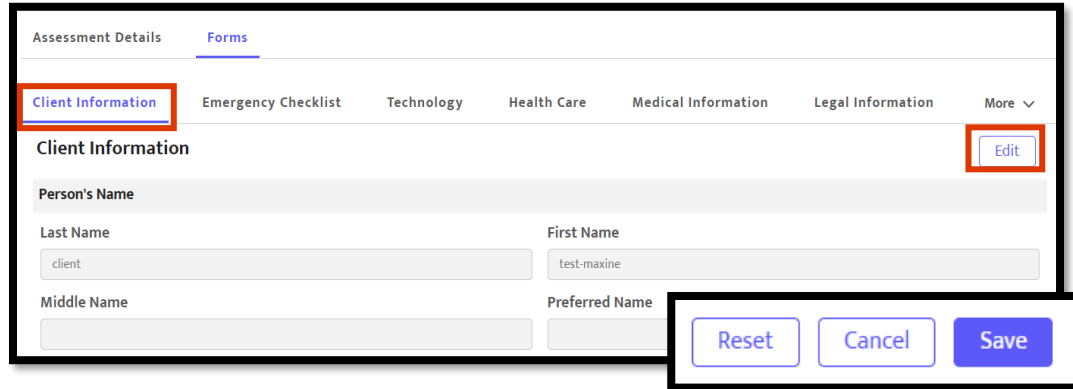 Assessment Details Forms
Client Information Emergency Checklist Technology Health Care Medical Information Legal Information More
Client Information Edit
Person's Name
Last Name First Name
client test-maxine
Middle Name Preferred Name
Reset Cancel Save